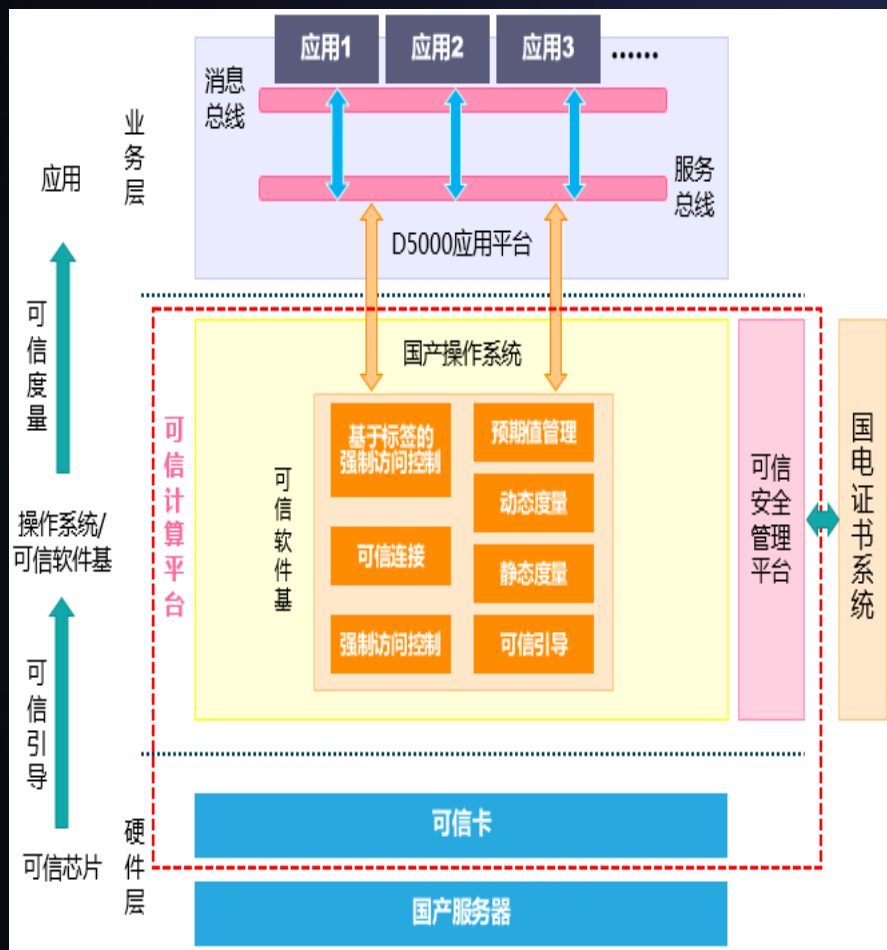 应用1
应用2
应用3
......
消息
总线
业务层
应用
服务
总线
D5000应用平台
可信度量
国产操作系统
可信计算平台
基于标签的
强制访问控制
预期值管理
可信软件基
动态度量
可信连接
静态度量
强制访问控制
可信引导
可信
安全
管理
平台
国电证书系统
操作系统/
可信软件基
可信引导
可信芯片
硬件层
可信卡
国产服务器